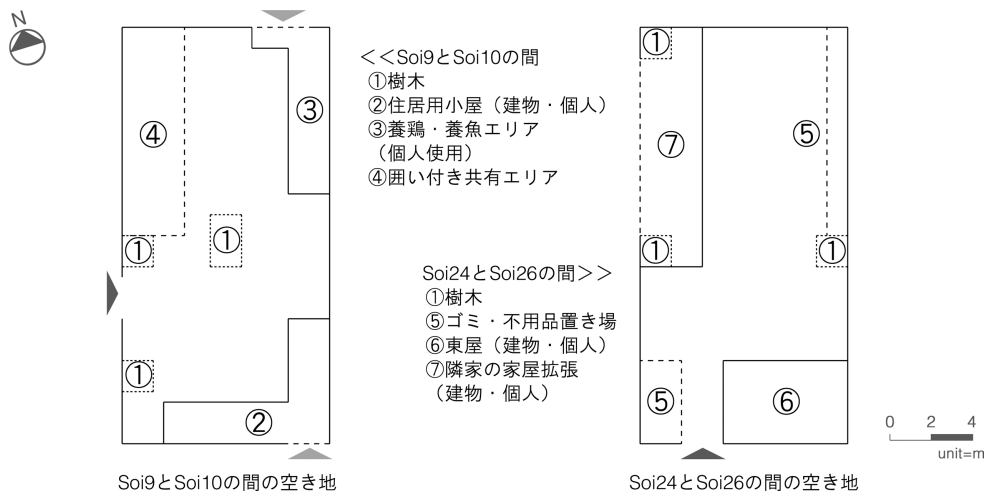 N
④
③
①
①
①
②
<<Soi9とSoi10の間
①樹木
②住居用小屋（建物・個人）
③養鶏・養魚エリア
（個人使用）
④囲い付き共有エリア
Soi24とSoi26の間>>
①樹木
⑤ゴミ・不用品置き場
⑥東屋（建物・個人）
⑦隣家の家屋拡張
（建物・個人）
①
⑤
⑦
①
①
⑤
⑥
0 2 4
unit=m
Soi9とSoi10の間の空き地
Soi24とSoi26の間の空き地